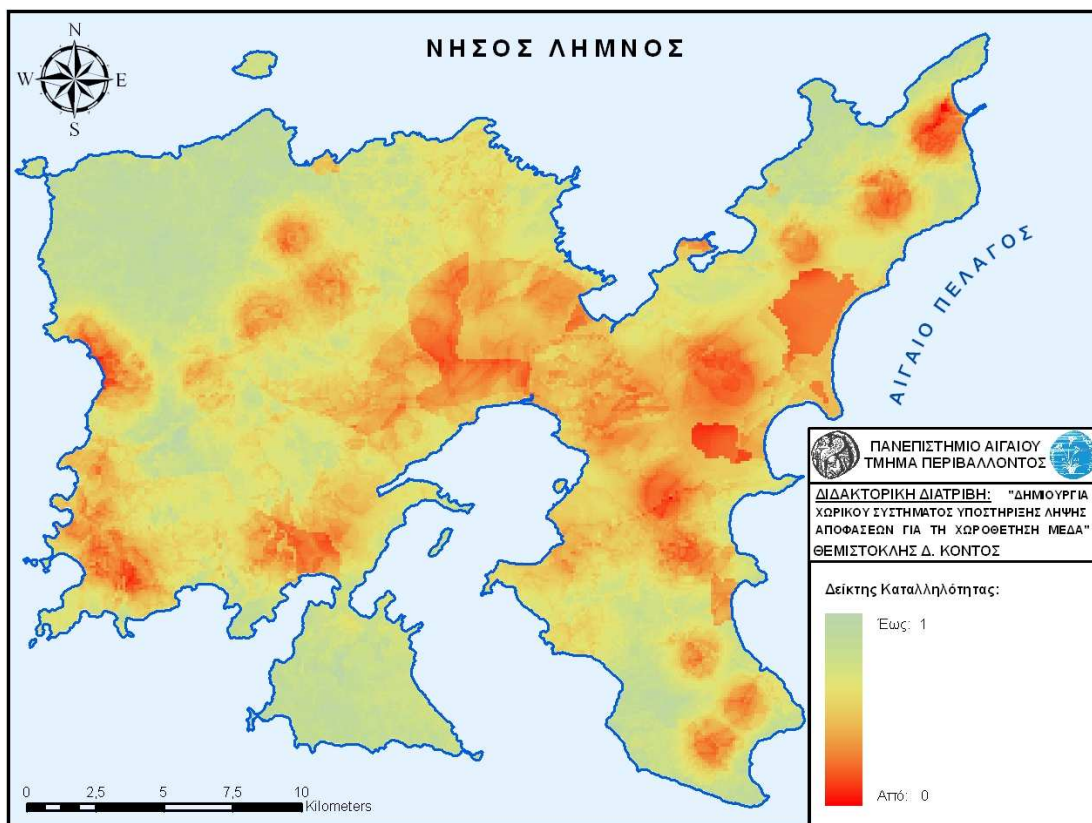 ΝΗΣΟΣ ΛΗΜΝΟΣ
N
W E
S
ΑΙΓΑΙΟ ΠΕΛΑΓΟΣ
ΠΑΝΕΠΙΣΤΗΜΙΟ ΑΙΓΑΙΟΥ
ΤΜΗΜΑ ΠΕΡΙΒΑΛΛΟΝΤΟΣ
ΔΙΔΑΚΤΟΡΙΚΗ ΔΙΑΤΡΙΒΗ: "ΔΗΜΙΟΥΡΓΙΑ
ΧΩΡΙΚΟΥ ΣΥΣΤΗΜΑΤΟΣ ΥΠΟΣΤΗΡΙΞΗΣ ΛΗΨΗΣ
ΑΠΟΦΑΣΕΩΝ ΓΙΑ ΤΗ ΧΩΡΟΘΕΤΗΣΗ ΜΕΔΑ"
ΘΕΜΙΣΤΟΚΛΗΣ Δ. ΚΟΝΤΟΣ
Δείκτης Καταλληλότητας:
Έως: 1
Από: 0
0 2,5 5 7,5 10
Kilometers